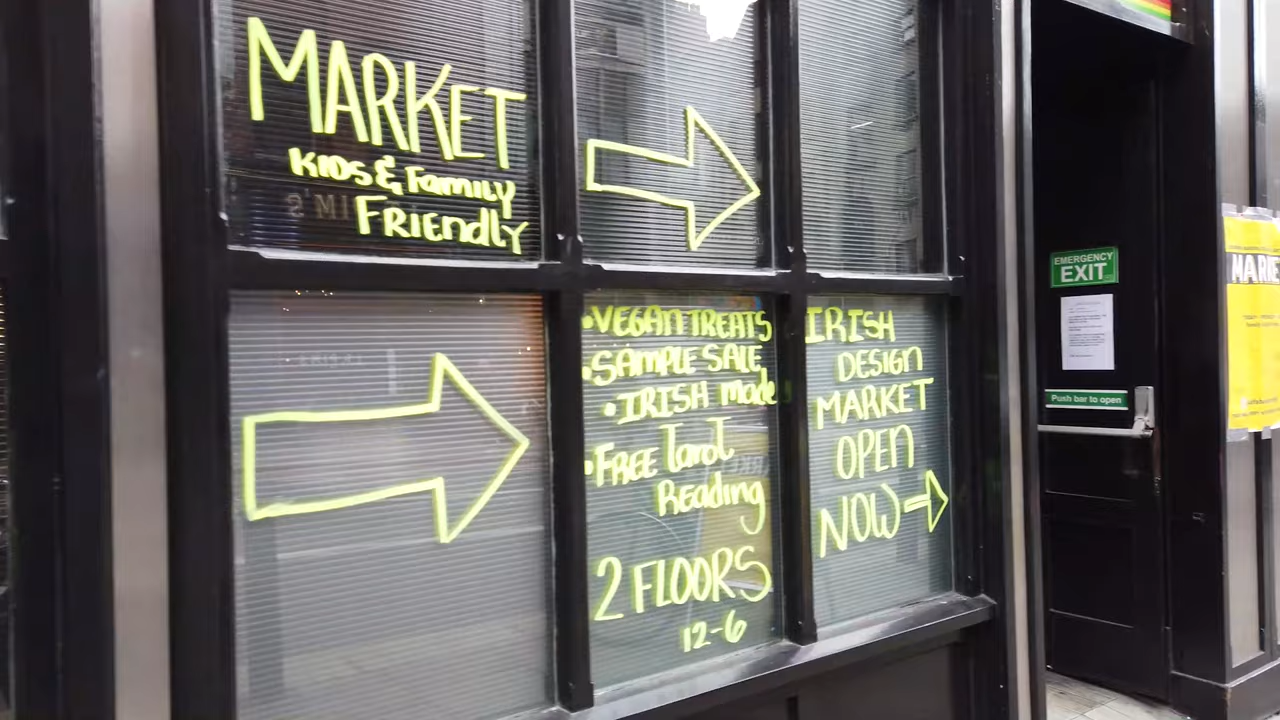 MARKET
KIDS & Family
FRIENDLY
• VEGAN TREATS
• SAMPLE SALE
• IRISH made
• FREE Tarot
Reading
2 FLOORS
12-6
IRISH
DESIGN
MARKET
OPEN
NOW
EMERGENCY
EXIT
Push bar to open